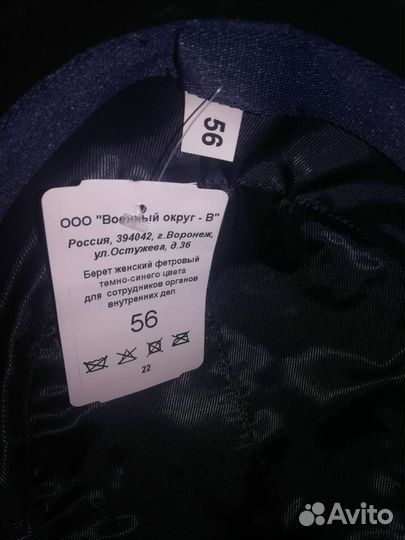 56
ООО "Военный округ - В"
Россия, 394042, г.Воронеж,
ул.Остужева, д.36
Берет женский фетровый
темно-синего цвета
для сотрудников органов
внутренних дел
56
22
Avito